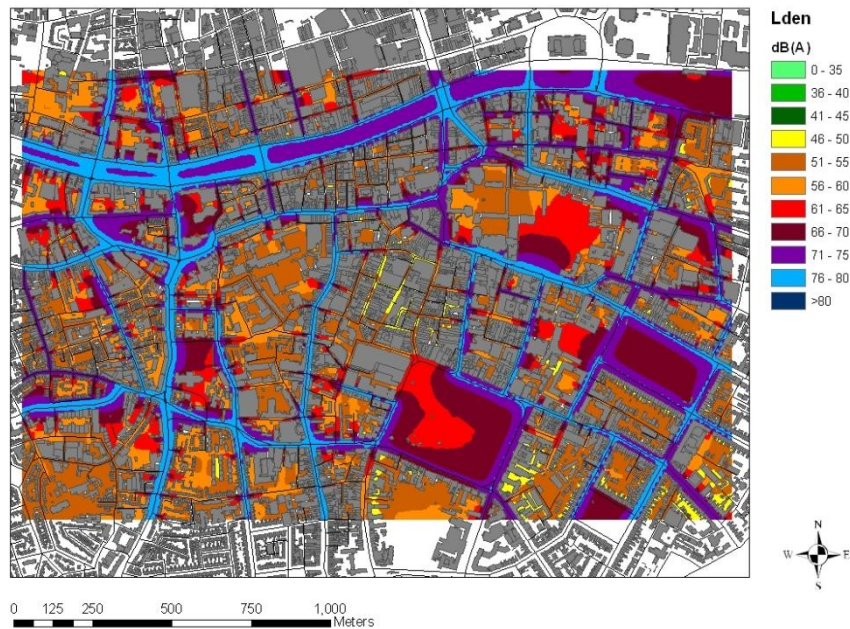 Lden
dB(A)
0 - 35
36 - 40
41 - 45
46 - 50
51 - 55
56 - 60
61 - 65
66 - 70
71 - 75
76 - 80
>80
N
W E
S
0 125 250 500 750 1,000
Meters